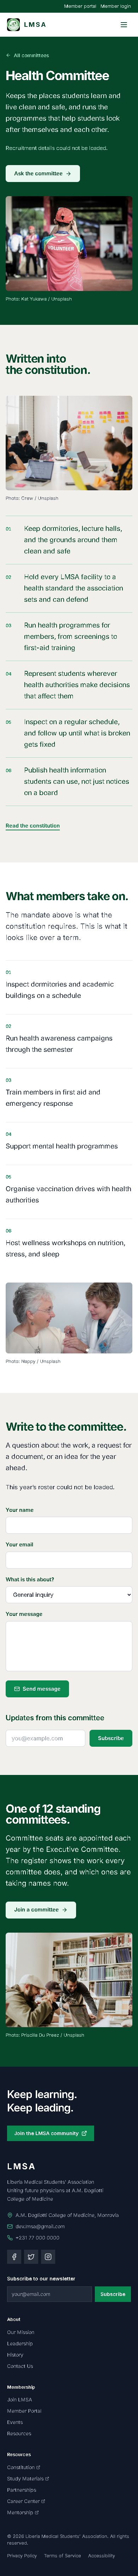 Member portal Member login
LMSA
← All committees
Health Committee
Keeps the places students learn and
live clean and safe, and runs the
programs that keep people looking
after themselves and each other.
Recruitment details could not be loaded.
Ask the committee →
Photo: Kat Yukawa / Unsplash
Written into
the constitution.
Photo: Crew / Unsplash
01 Keep dormitories, lecture halls,
and the grounds around them
clean and safe
02 Hold every LMSA facility to a
health standard the association
sets and can defend
03 Run health programmes for
members, from screenings to
first-aid training
04 Represent students wherever
health authorities make decisions
that affect them
05 Inspect on a regular schedule,
and follow up until what is broken
gets fixed
06 Publish health information
students can use, not just notices
on a board
Read the constitution
What members take on.
The mandate above is what the
constitution requires. This is what it
looks like over a term.
01
Inspect dormitories and academic
buildings on a schedule
02
Run health awareness campaigns
through the semester
03
Train members in first aid and
emergency response
04
Support mental health programmes
05
Organise vaccination drives with health
authorities
06
Host wellness workshops on nutrition,
stress, and sleep
Photo: Wappy / Unsplash
Write to the committee.
A question about the work, a request for
a document, or an idea for the year
ahead.
This year's roster could not be loaded.
Your name
Your email
What is this about?
General inquiry
Your message
Send message
Updates from this committee
you@example.com Subscribe
One of 12 standing
committees.
Committee seats are appointed each
year by the Executive Committee.
The roster shows the whole
committee desk, and which ones are
taking names now.
Join a committee →
Photo: Priscilla Du Preez / Unsplash
Keep learning.
Keep leading.
Join the LMSA community
LMSA
Liberia Medical Students' Association
Uniting future physicians at A.M. Dogliotti
College of Medicine
A.M. Dogliotti College of Medicine, Monrovia
+231 77 000 0000
Subscribe to our newsletter
your@email.com Subscribe
About
Our Mission
Leadership
History
Contact Us
Membership
Join LMSA
Member Portal
Events
Resources
Resources
Constitution
Study Materials
Partnerships
Career Center
Mentorship
© 2026 Liberia Medical Students' Association. All rights
reserved.
Privacy Policy Terms of Service Accessibility